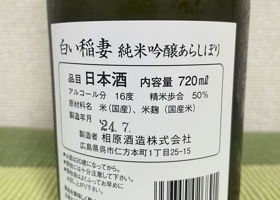 白い稲妻 純米吟醸あらしぼり
品目 日本酒 内容量 720ml
アルコール分 16度 精米歩合 50%
原材料名 米(国産)、米麹(国産米)
製造年月 '24.7.
製造者 相原酒造株式会社
広島県呉市仁方本町1丁目25-15